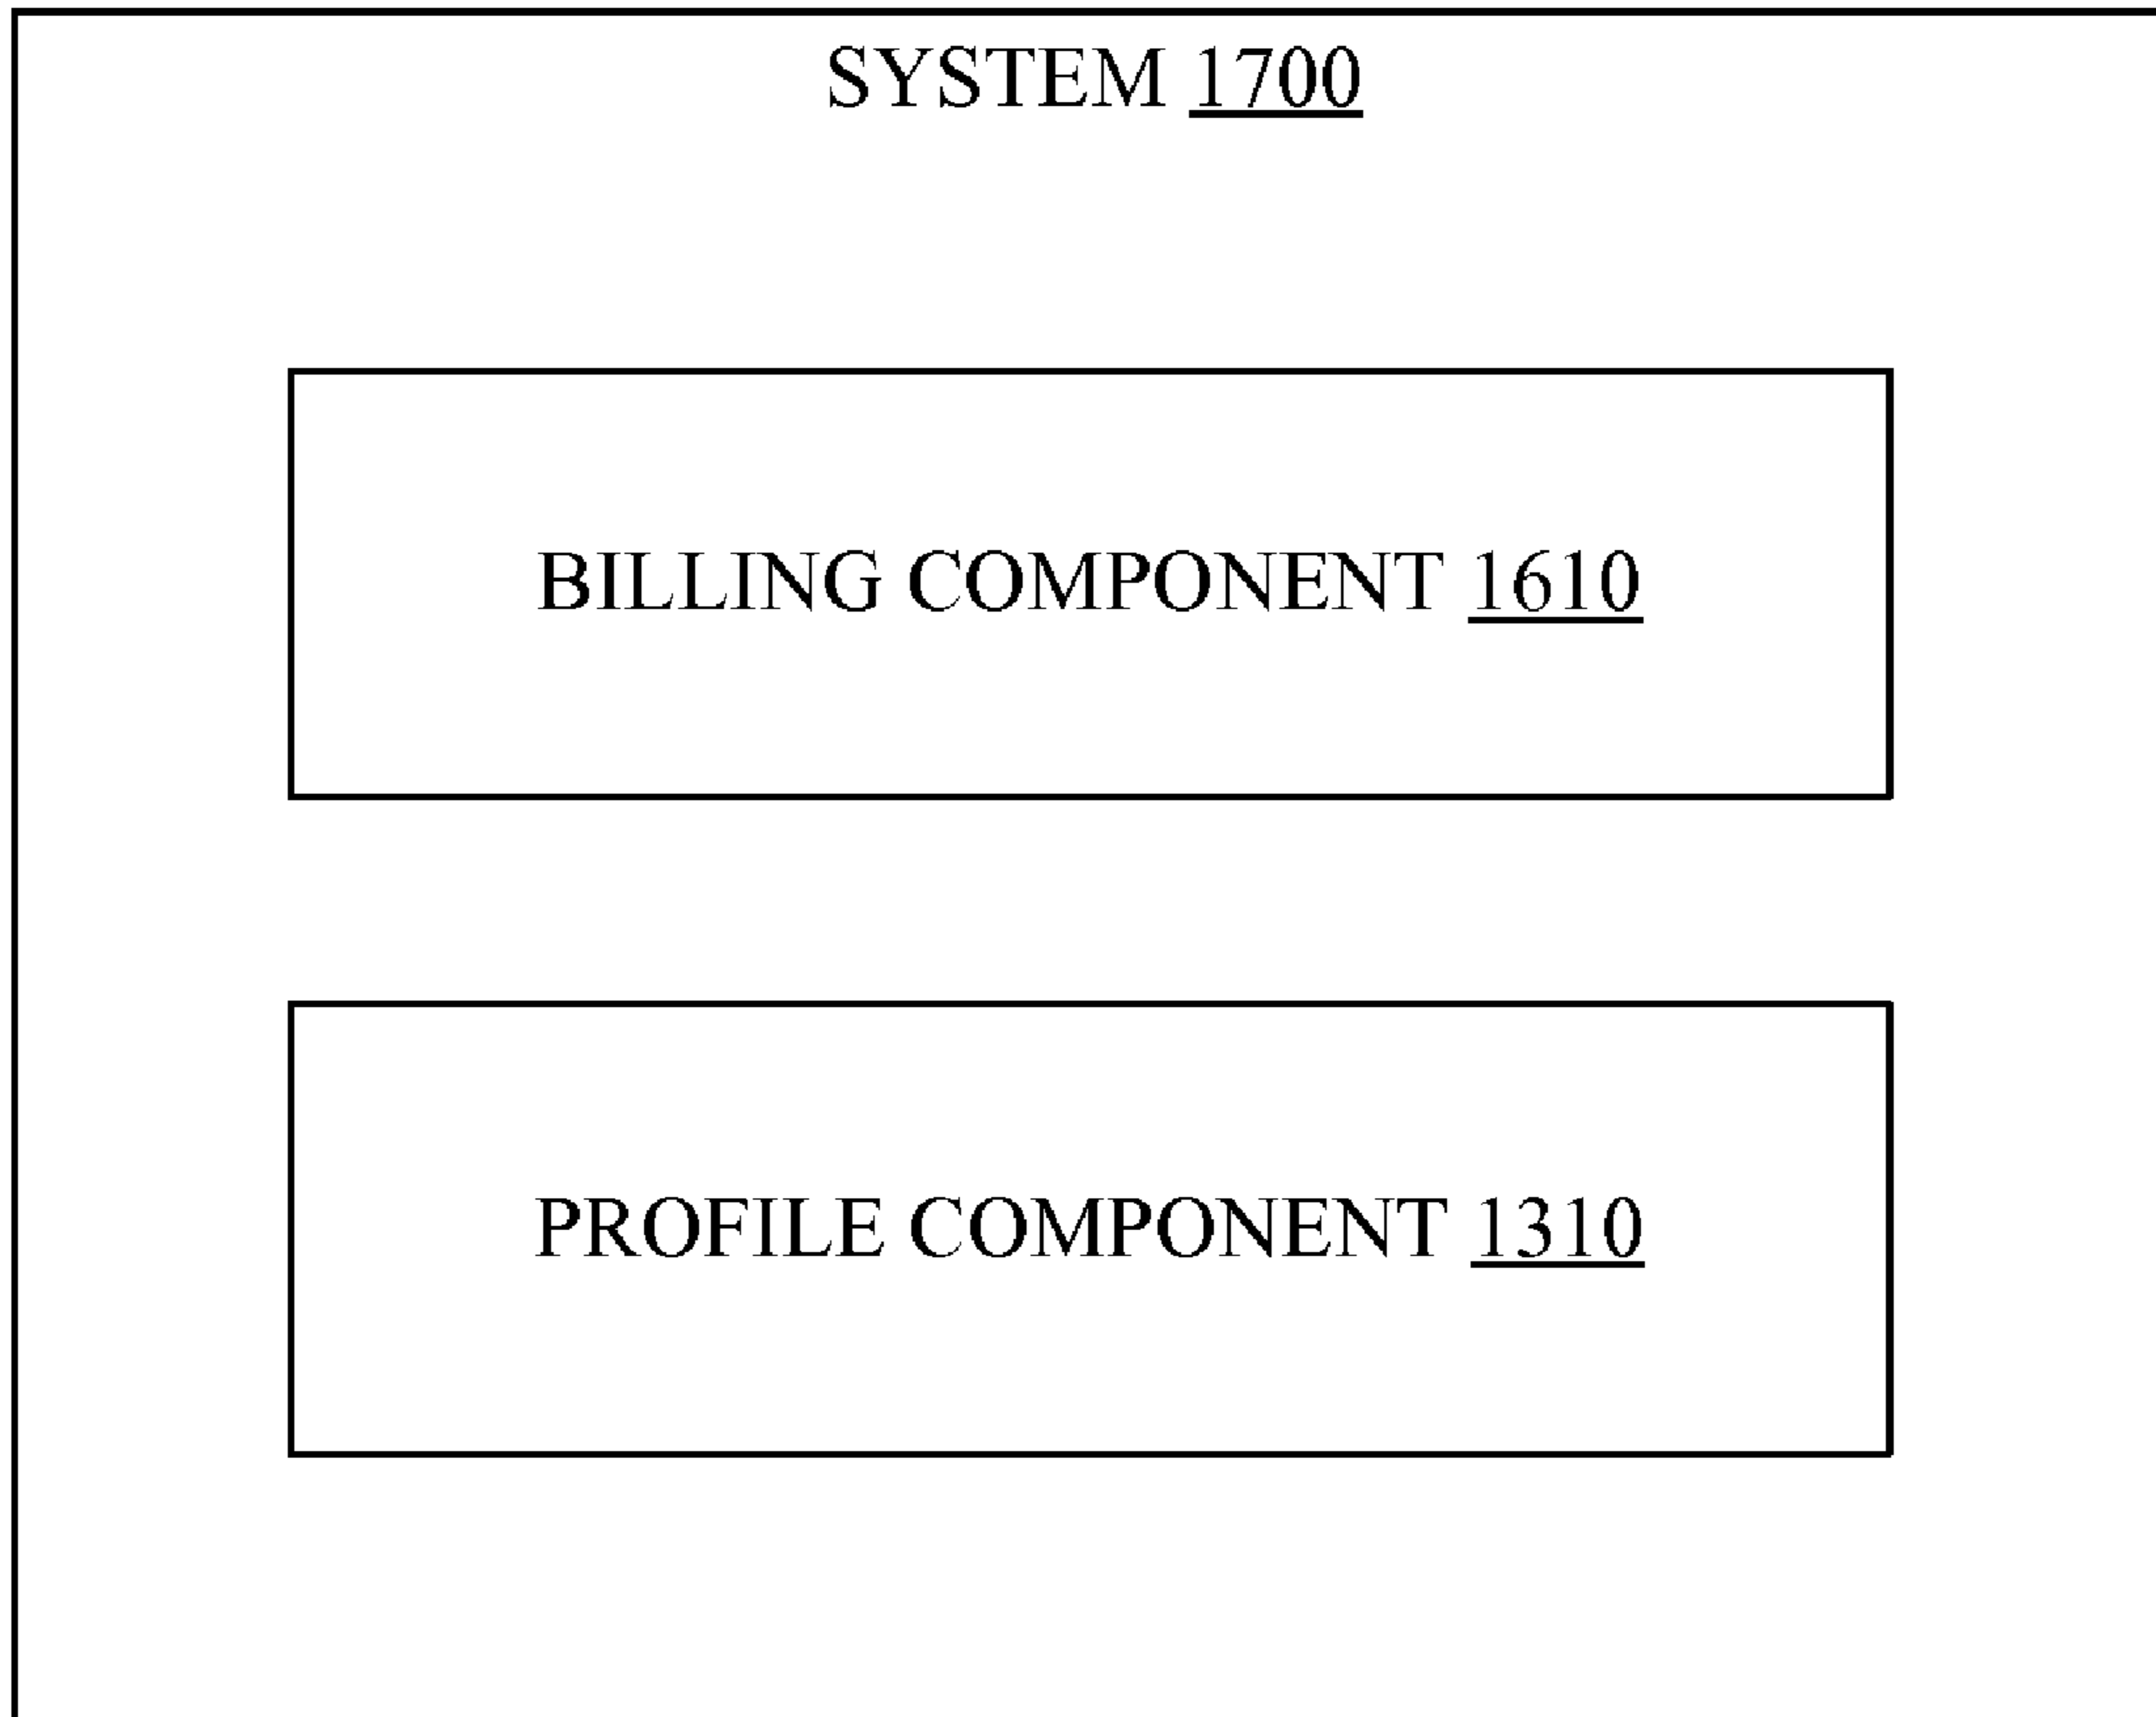 SYSTEM 1700
BILLING COMPONENT 1610
PROFILE COMPONENT 1310